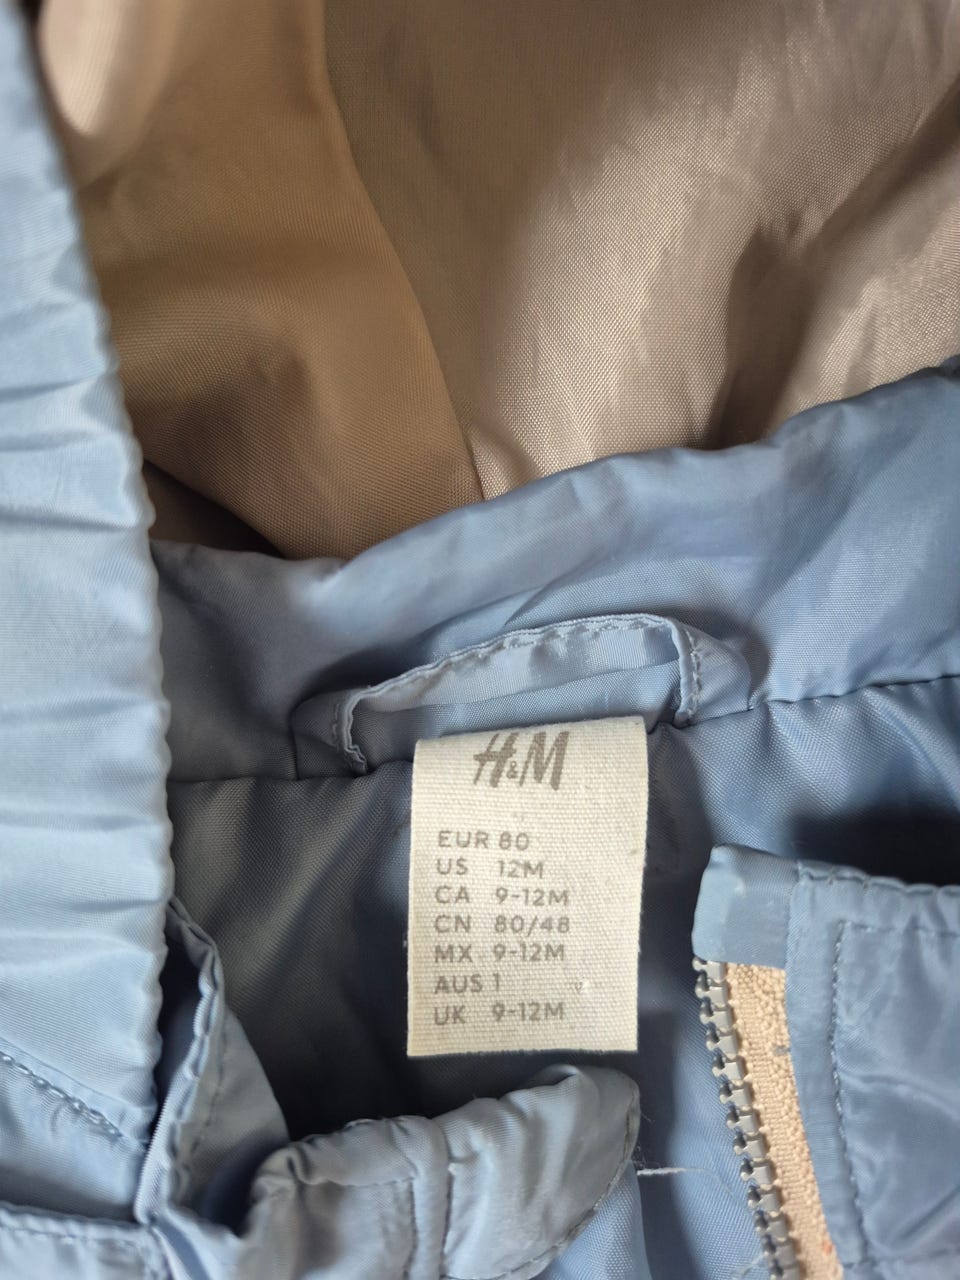 H&M
EUR 80
US 12M
CA 9-12M
CN 80/48
MX 9-12M
AUS 1
UK 9-12M